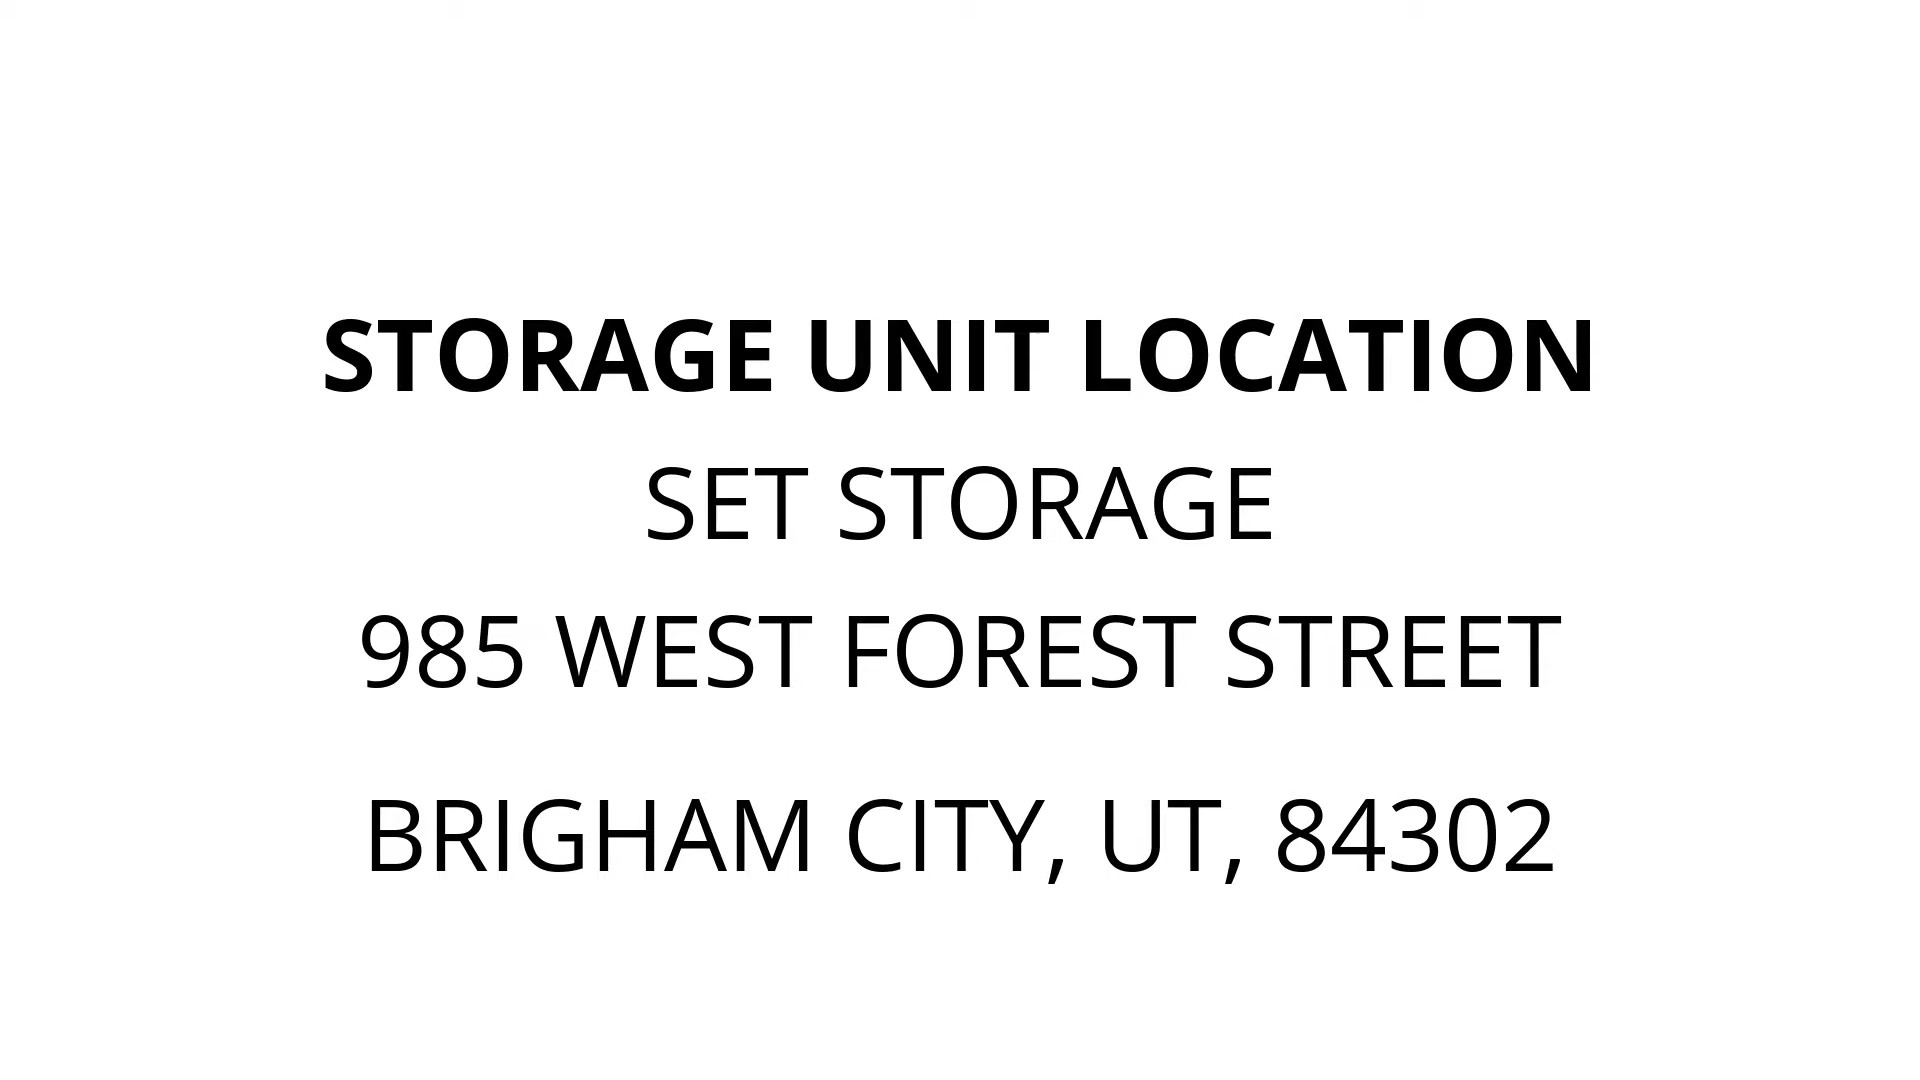 STORAGE UNIT LOCATION
SET STORAGE
985 WEST FOREST STREET
BRIGHAM CITY, UT, 84302